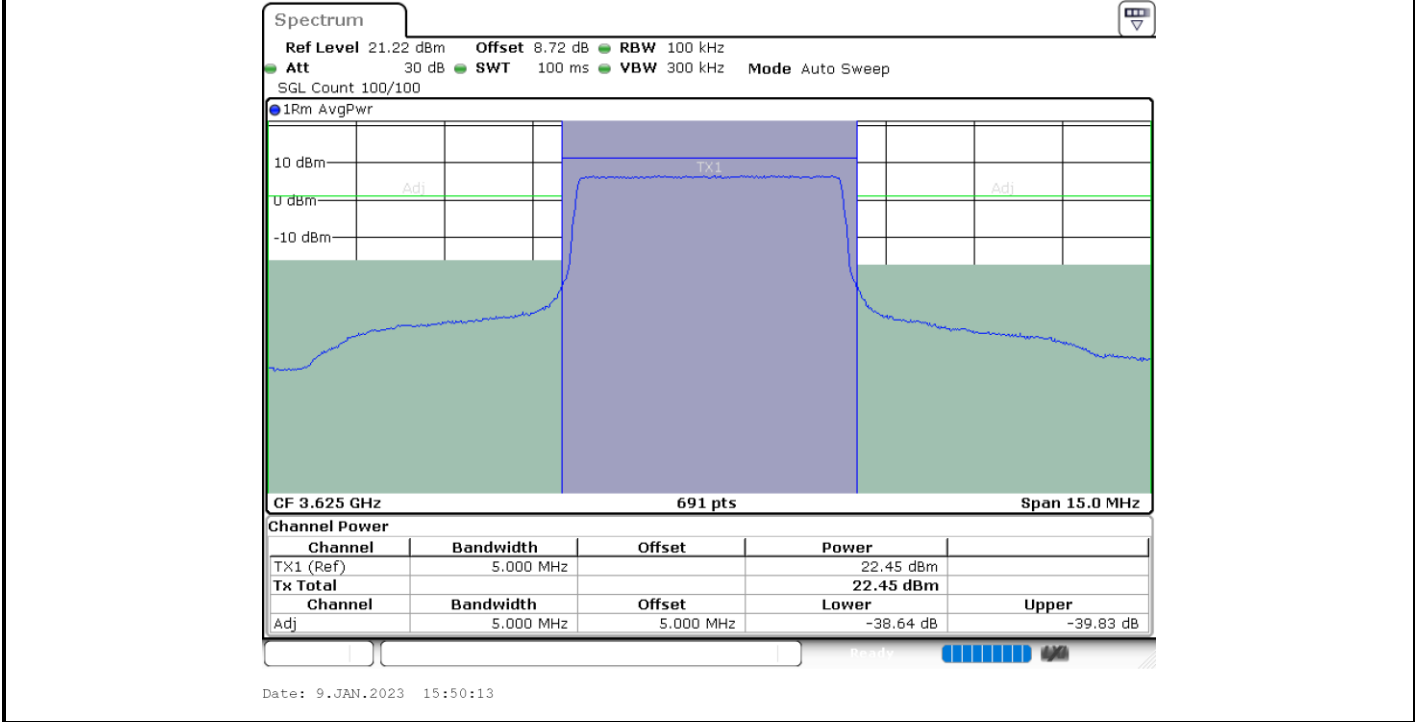 Spectrum
Ref Level 21.22 dBm Offset 8.72 dB RBW 100 kHz
Att 30 dB SWT 100 ms VBW 300 kHz Mode Auto Sweep
SGL Count 100/100
1Rm AvgPwr
10 dBm
TX1
Adj Adj
0 dBm
-10 dBm
CF 3.625 GHz 691 pts Span 15.0 MHz
Channel Power
Channel Bandwidth Offset Power
TX1 (Ref) 5.000 MHz 22.45 dBm
Tx Total 22.45 dBm
Channel Bandwidth Offset Lower Upper
Adj 5.000 MHz 5.000 MHz -38.64 dB -39.83 dB
Ready
Date: 9.JAN.2023 15:50:13